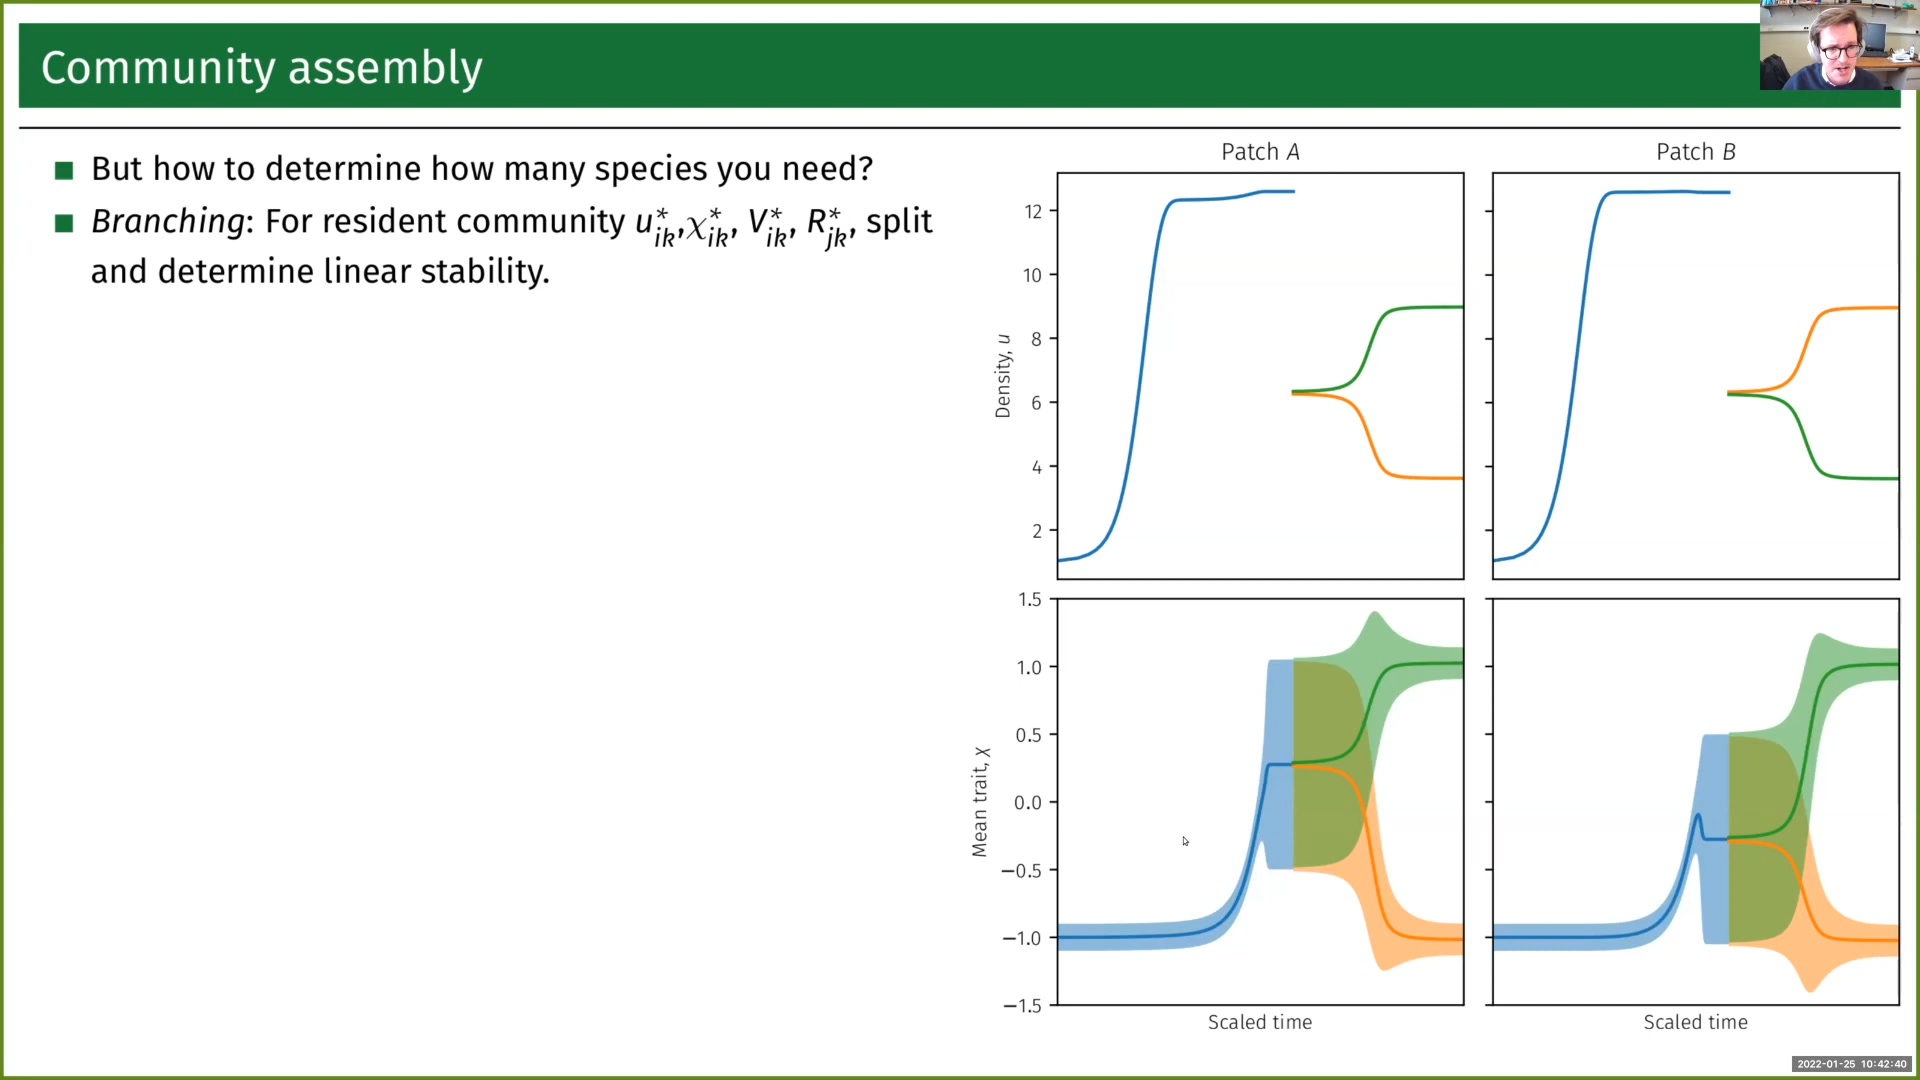 Community assembly
But how to determine how many species you need?
Branching: For resident community u*ik, χ*ik, V*ik, R*jk, split
and determine linear stability.
Patch A
Patch B
12
10
8
6
4
2
Density, u
1.5
1.0
0.5
0.0
−0.5
−1.0
−1.5
Mean trait, χ
Scaled time
Scaled time
2022-01-25 10:42:40